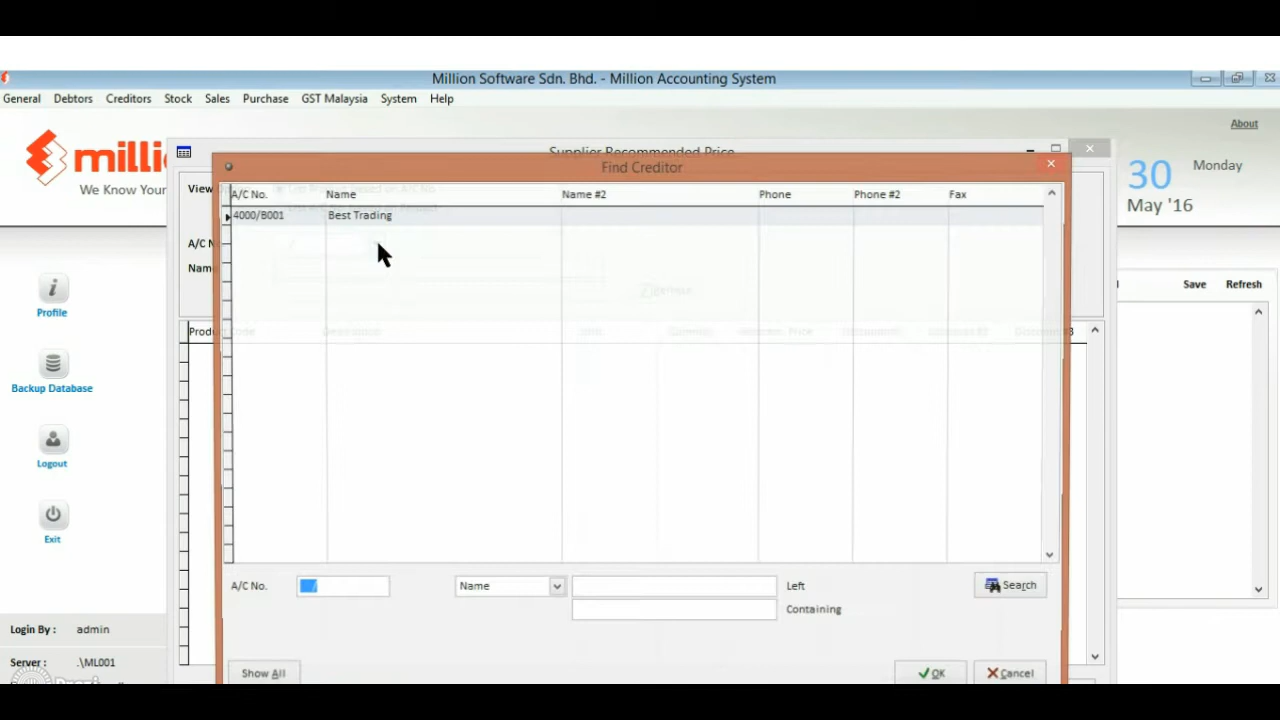 Million Software Sdn. Bhd. - Million Accounting System
General Debtors Creditors Stock Sales Purchase GST Malaysia System Help
About
milli
We Know Your
Supplier Recommended Price
Find Creditor
30 Monday
May '16
View
A/C No. Name Name #2 Phone Phone #2 Fax
4000/B001 Best Trading
A/C N
Nam
Save Refresh
Product Code
Profile
Backup Database
Logout
Exit
A/C No. / Name Left Search
Containing
Login By : admin
Server : .\ML001
Show All OK Cancel